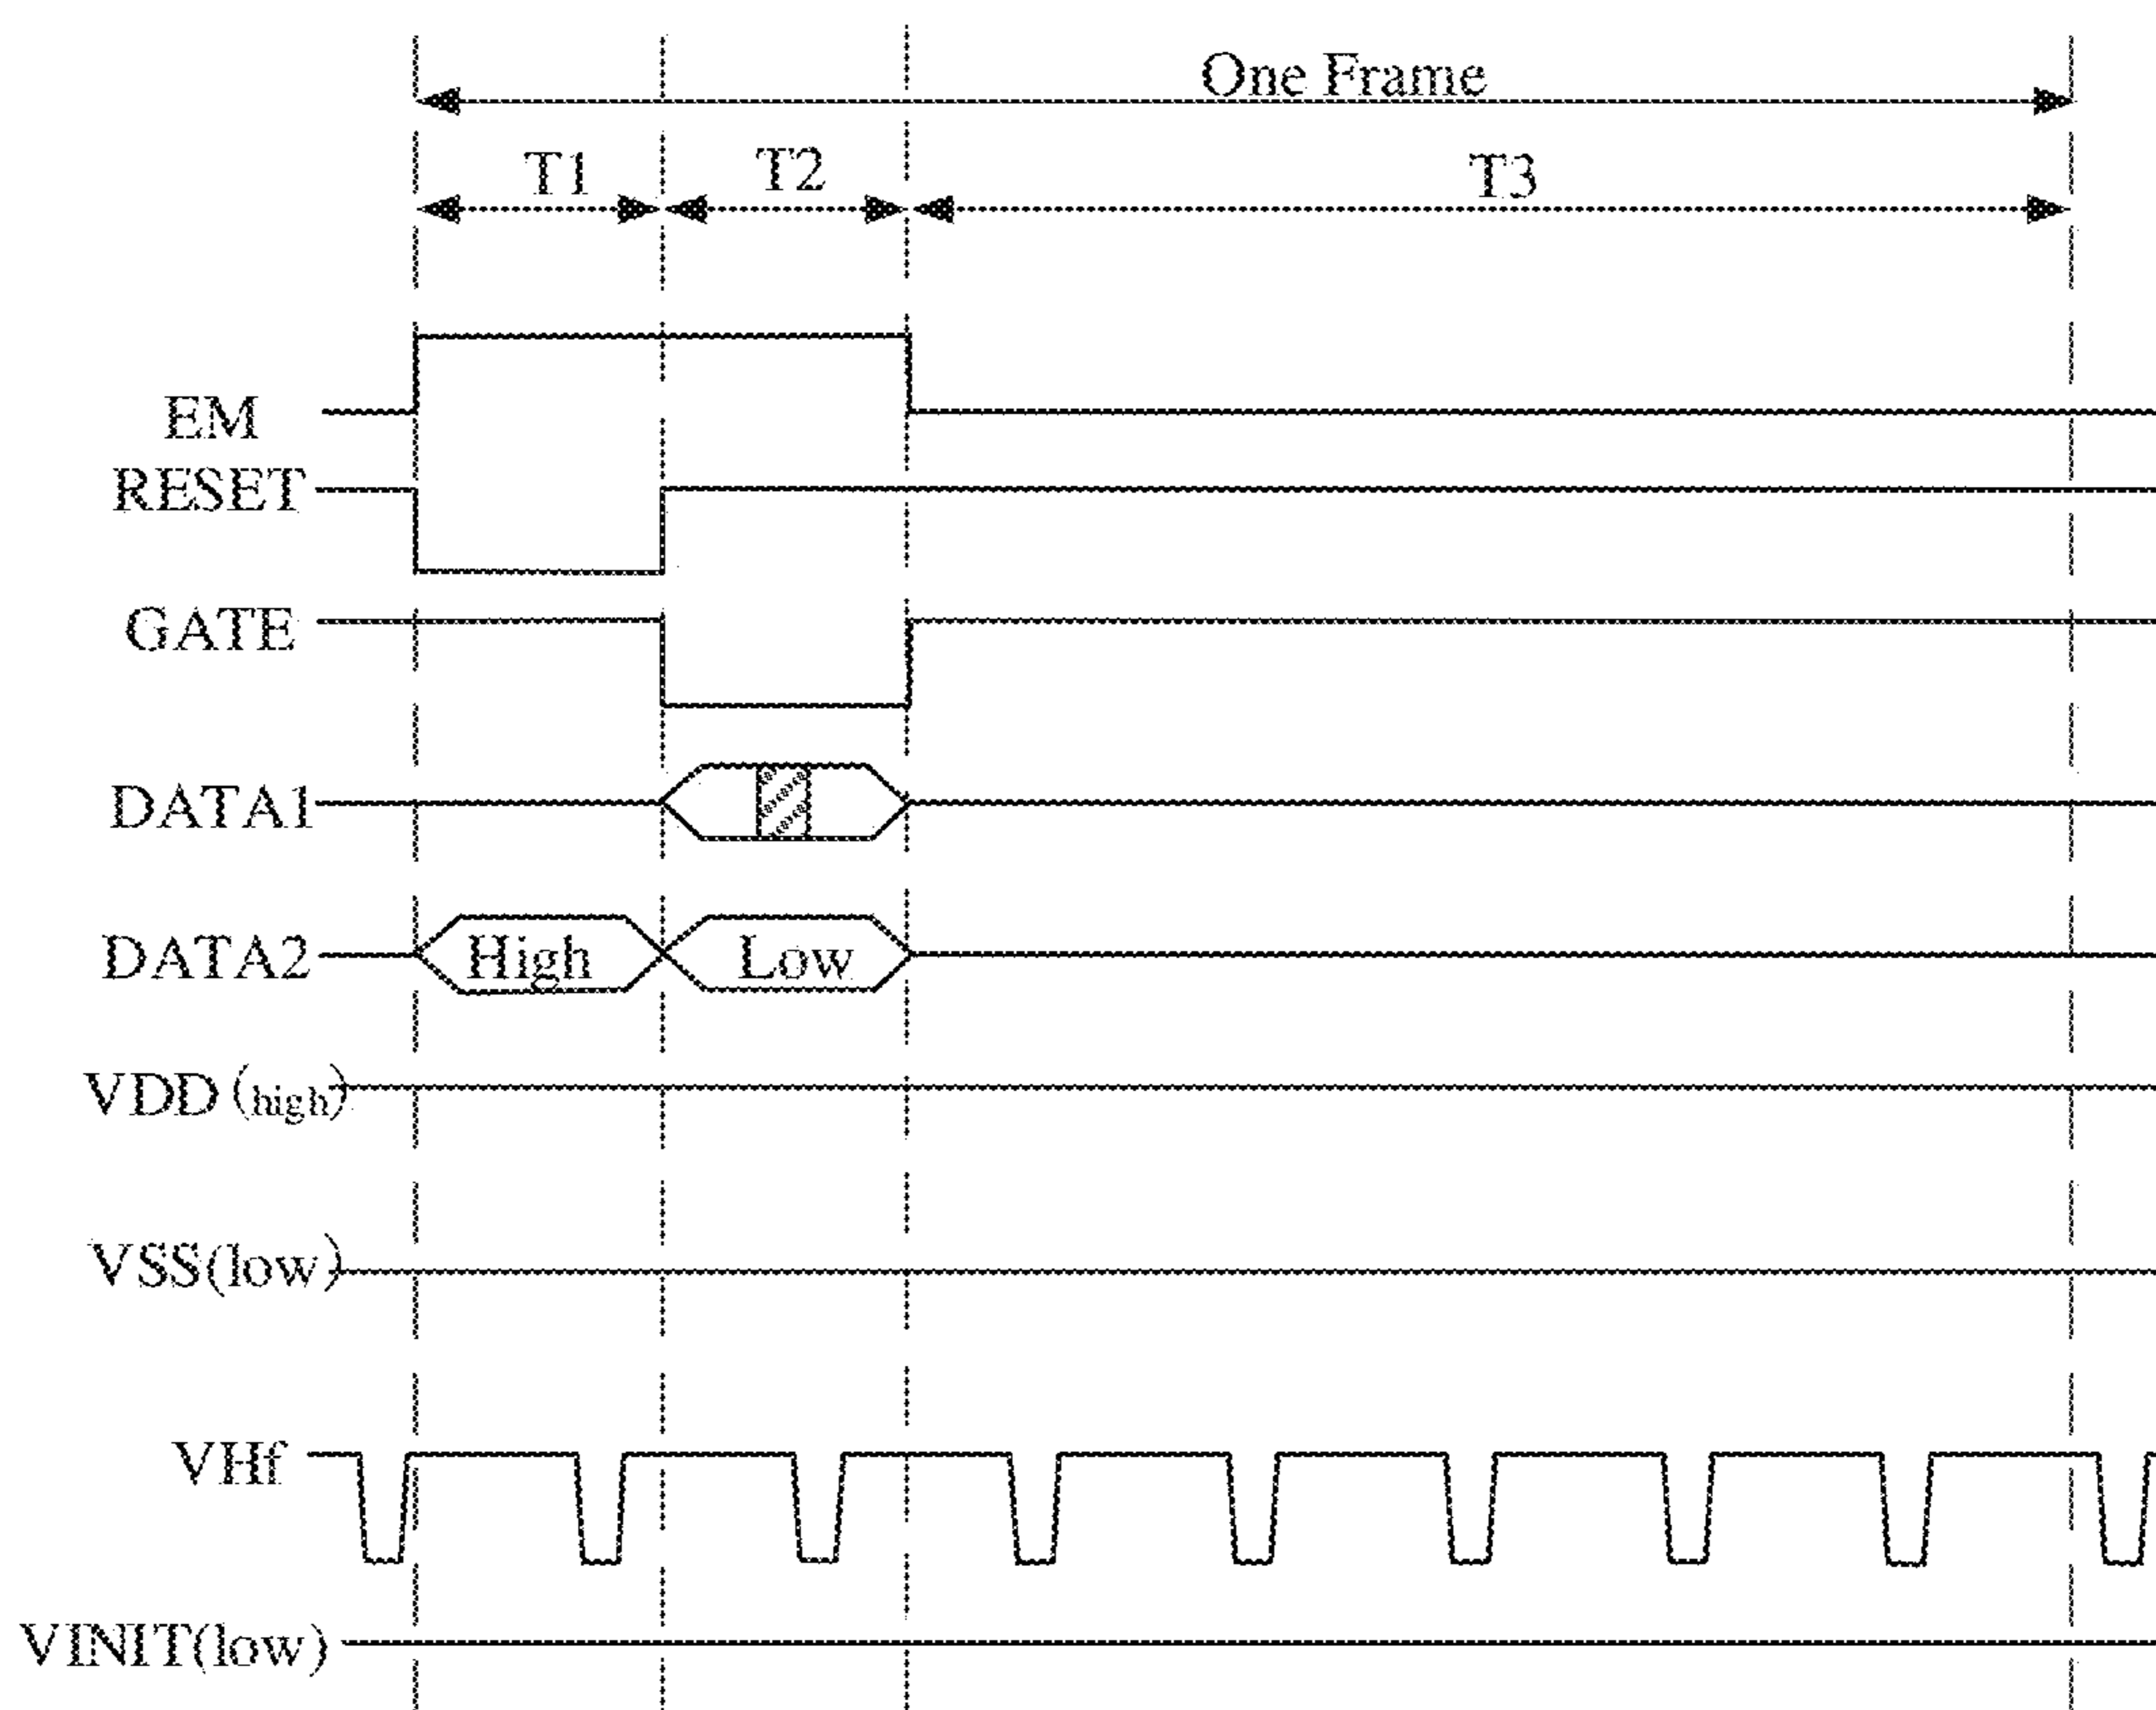 One Frame
T1 T2 T3
EM
RESET
GATE
DATA1
DATA2 High Low
VDD (high)
VSS(low)
VHf
VINIT(low)